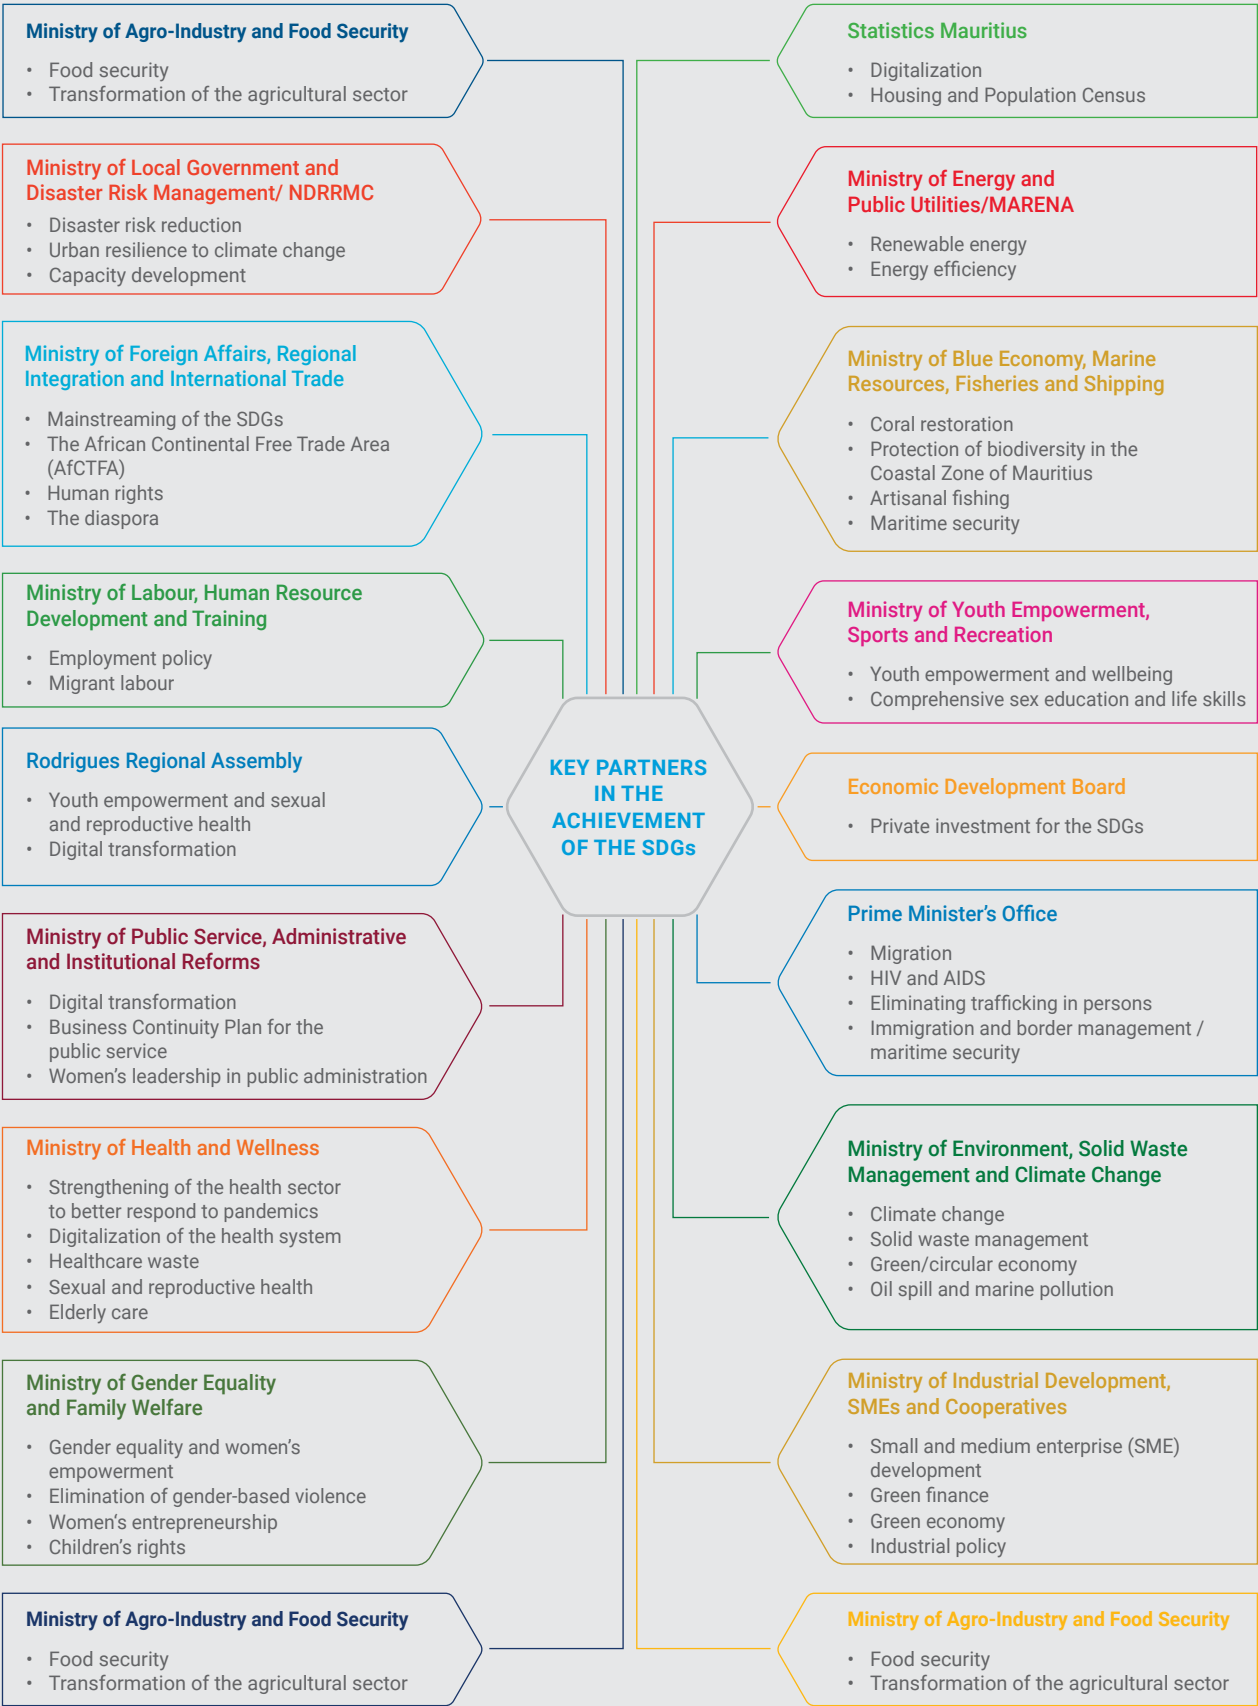 Ministry of Agro-Industry and Food Security
• Food security
• Transformation of the agricultural sector
Ministry of Local Government and
Disaster Risk Management/ NDRRMC
• Disaster risk reduction
• Urban resilience to climate change
• Capacity development
Ministry of Foreign Affairs, Regional
Integration and International Trade
• Mainstreaming of the SDGs
• The African Continental Free Trade Area
(AfCTFA)
• Human rights
• The diaspora
Ministry of Labour, Human Resource
Development and Training
• Employment policy
• Migrant labour
Rodrigues Regional Assembly
• Youth empowerment and sexual
and reproductive health
• Digital transformation
Ministry of Public Service, Administrative
and Institutional Reforms
• Digital transformation
• Business Continuity Plan for the
public service
• Women's leadership in public administration
Ministry of Health and Wellness
• Strengthening of the health sector
to better respond to pandemics
• Digitalization of the health system
• Healthcare waste
• Sexual and reproductive health
• Elderly care
Ministry of Gender Equality
and Family Welfare
• Gender equality and women's
empowerment
• Elimination of gender-based violence
• Women's entrepreneurship
• Children's rights
Ministry of Agro-Industry and Food Security
• Food security
• Transformation of the agricultural sector
KEY PARTNERS
IN THE
ACHIEVEMENT
OF THE SDGs
Statistics Mauritius
• Digitalization
• Housing and Population Census
Ministry of Energy and
Public Utilities/MARENA
• Renewable energy
• Energy efficiency
Ministry of Blue Economy, Marine
Resources, Fisheries and Shipping
• Coral restoration
• Protection of biodiversity in the
Coastal Zone of Mauritius
• Artisanal fishing
• Maritime security
Ministry of Youth Empowerment,
Sports and Recreation
• Youth empowerment and wellbeing
• Comprehensive sex education and life skills
Economic Development Board
• Private investment for the SDGs
Prime Minister's Office
• Migration
• HIV and AIDS
• Eliminating trafficking in persons
• Immigration and border management /
maritime security
Ministry of Environment, Solid Waste
Management and Climate Change
• Climate change
• Solid waste management
• Green/circular economy
• Oil spill and marine pollution
Ministry of Industrial Development,
SMEs and Cooperatives
• Small and medium enterprise (SME)
development
• Green finance
• Green economy
• Industrial policy
Ministry of Agro-Industry and Food Security
• Food security
• Transformation of the agricultural sector